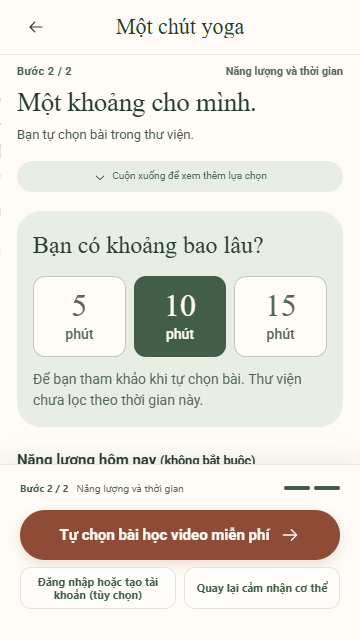 Một chút yoga
Bước 2 / 2
Năng lượng và thời gian
Một khoảng cho mình.
Bạn tự chọn bài trong thư viện.
Cuộn xuống để xem thêm lựa chọn
Bạn có khoảng bao lâu?
5
phút
10
phút
15
phút
Để bạn tham khảo khi tự chọn bài. Thư viện
chưa lọc theo thời gian này.
Năng lượng hôm nay (không bắt buộc)
Bước 2 / 2 Năng lượng và thời gian
Tự chọn bài học video miễn phí
Đăng nhập hoặc tạo tài
khoản (tùy chọn)
Quay lại cảm nhận cơ thể